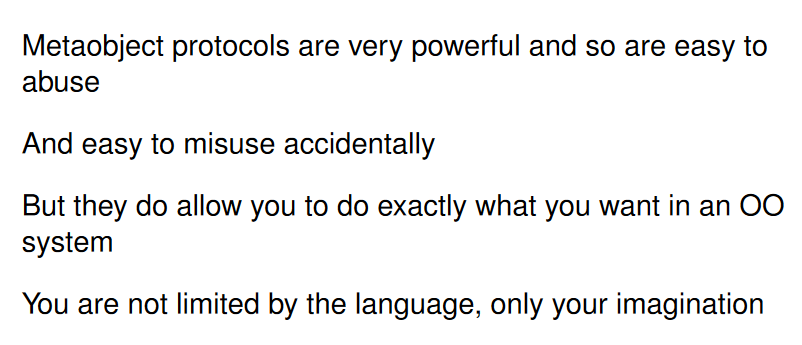 Metaobject protocols are very powerful and so are easy to
abuse
And easy to misuse accidentally
But they do allow you to do exactly what you want in an OO
system
You are not limited by the language, only your imagination